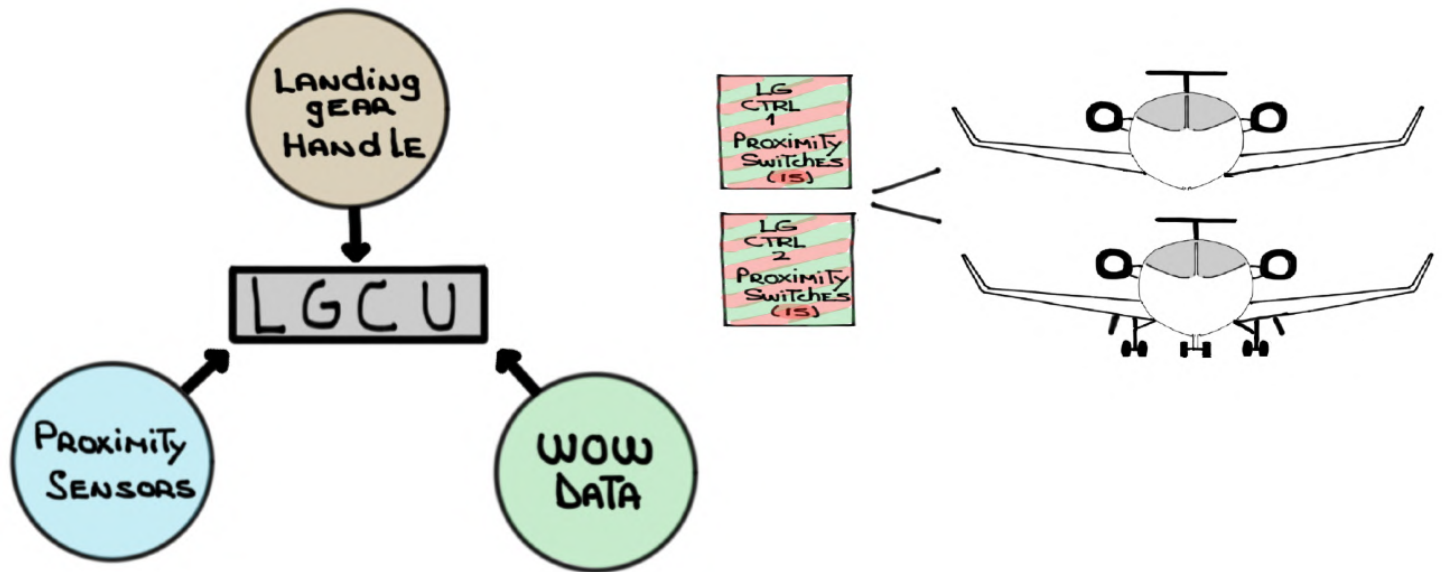 LANDING
GEAR
HANDLE
LGCU
PROXIMITY
SENSORS
WOW
DATA
LG
CTRL
1
PROXIMITY
SWITCHES
(15)
LG
CTRL
2
PROXIMITY
SWITCHES
(15)